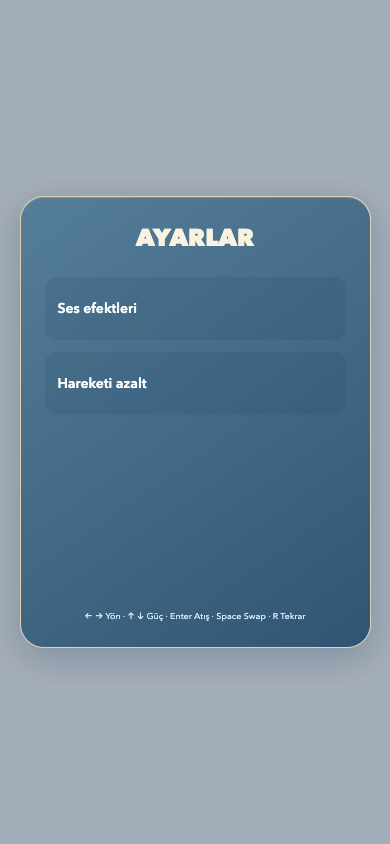 AYARLAR
Ses efektleri
Hareketi azalt
← → Yön · ↑ ↓ Güç · Enter Atış · Space Swap · R Tekrar